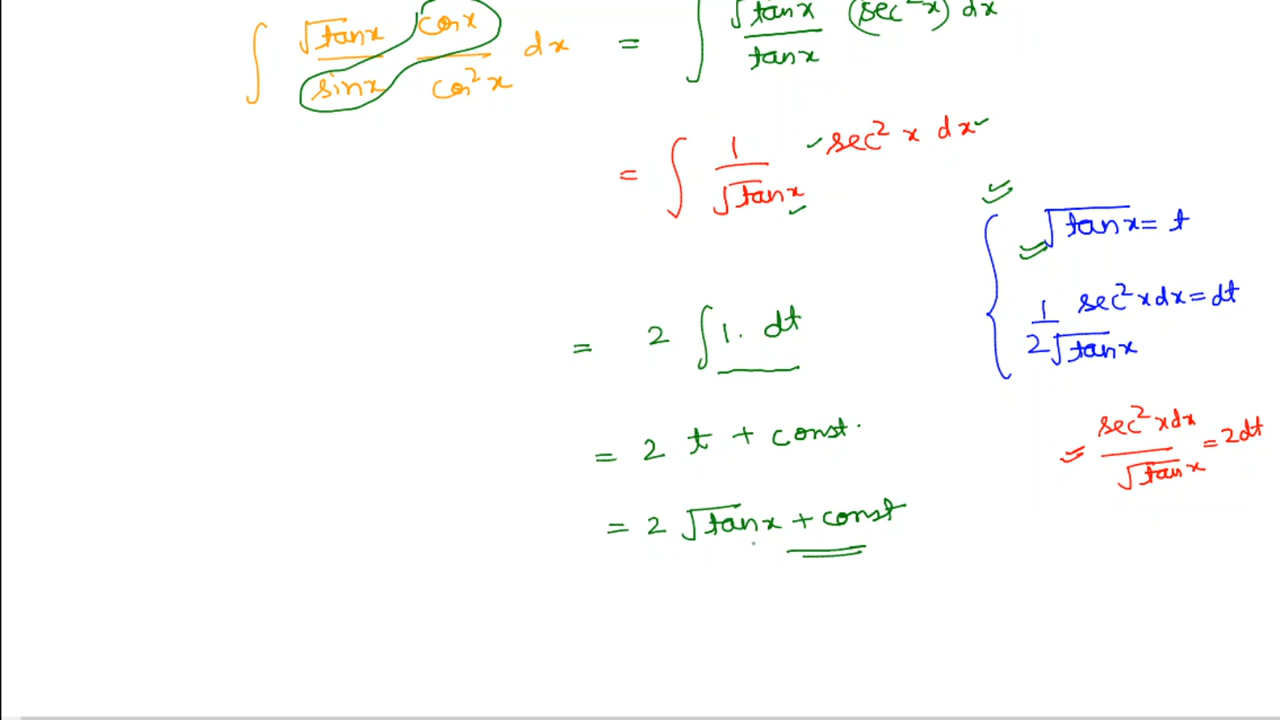 ∫ √tanx/sinx cosx/cos²x dx = ∫ √tanx/tanx (sec²x) dx
= ∫ 1/√tanx sec²x dx
√tanx = t
1/2√tanx sec²x dx = dt
= 2 ∫ 1. dt
sec²x dx/√tanx = 2dt
= 2 t + const.
= 2 √tanx + const